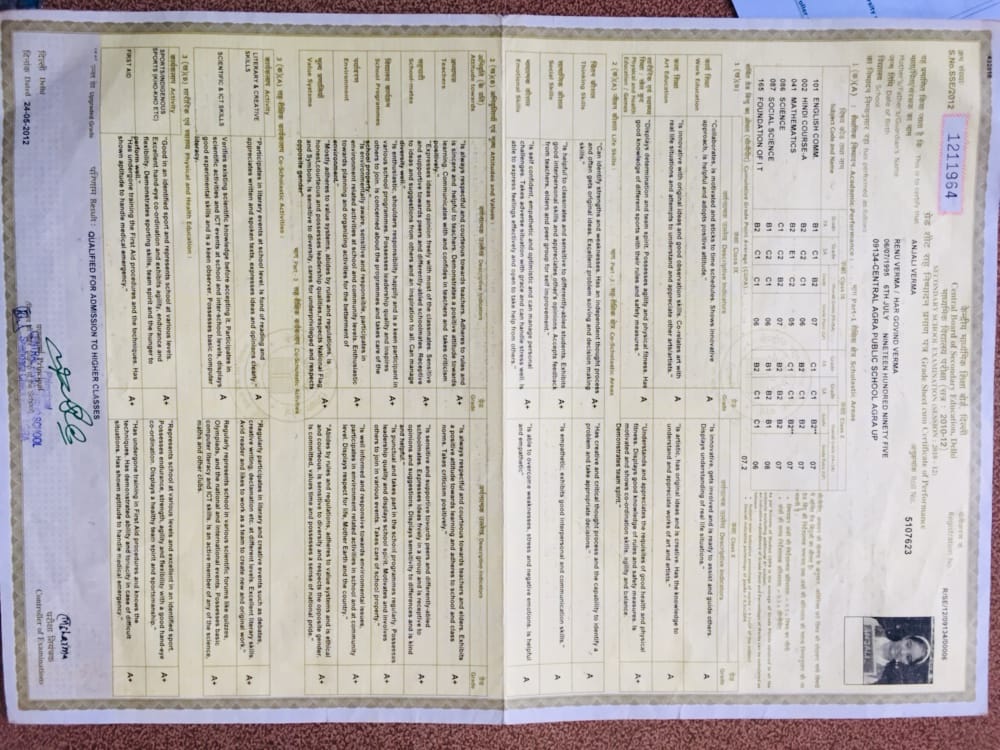 432818
क्रम संख्या
S.No.SSE/2012
1211964
केन्द्रीय माध्यमिक शिक्षा बोर्ड, दिल्ली
Central Board of Secondary Education, Delhi
माध्यमिक विद्यालय परीक्षा (सत्र : 2010-12)
SECONDARY SCHOOL EXAMINATION (SESSION : 2010 - 12)
ग्रेड शीट सह निष्पादन प्रमाण पत्र Grade Sheet cum Certificate of Performance
पंजीकरण सं.
Registration No. R/SE/12/09134/00006
यह प्रमाणित किया जाता है कि This is to certify that ANJALI VERMA
अनुक्रमांक Roll No. 5107623
माता/पिता/संरक्षक का नाम
Mother's/Father's/Guardian's Name RENU VERMA / HAR GOVIND VERMA
जन्म तिथि Date of Birth 06/07/1995 6TH JULY NINETEEN HUNDRED NINETY FIVE
विद्यालय School 09134-CENTRAL AGRA PUBLIC SCHOOL AGRA UP
का निष्पादन निम्नानुसार रहा has performed as follows
ANJALI
1 (क)(A) : शैक्षणिक निष्पादन Academic Performance : भाग Part-1 शैक्षिक क्षेत्र Scholastic Areas
विषय कोड तथा नाम
Subject Code and Name
कक्षा Class IX
कक्षा Class X
Grade FA Grade SA Overall Grade (FA+SA) Grade Grade Point (GP)
Grade FA Grade SA Overall Grade (FA+SA) Grade Grade Point (GP)
101 ENGLISH COMM. B1 C1 B2 07 C1 C1 B2** 07
002 HINDI COURSE-A B2 C2 C1 06 C1 B2 B2 07
041 MATHEMATICS B2 E1 C2 05 C1 C1 B2** 07
086 SCIENCE C1 C2 B2 07 B2 B2 B2 07
087 SOCIAL SCIENCE B1 C2 C1 06 B1 B1 B1 08
165 FOUNDATION OF I T B2 C1 C1 06 B2 C1 C1 06
Cumulative Grade Point Average (CGPA) : 07.2
1 (ख)(B) कक्षा Class IX कक्षा Class X
वर्णनात्मक उल्लेख Descriptive Indicators ग्रेड Grade वर्णनात्मक उल्लेख Descriptive Indicators ग्रेड Grade
कार्य शिक्षा
Work Education
"Collaborates, is motivated and sticks to time schedules. Shows innovative
approach, is helpful and adopts positive attitude."
A
"Is innovative, gets involved and is ready to assist and guide others.
Displays understanding of real life situations."
A
कला शिक्षा
Art Education
"Is innovative with original ideas and good observation skills. Co-relates art with
real life situations and attempts to understand and appreciate other arts/artists."
A
"Is artistic, has original ideas and is creative. Has the knowledge to
understand and appreciate works of art and artists."
A
शारीरिक एवं स्वास्थ्य
शिक्षा / खेल कूद
Physical and Health
Education / Games
"Displays determination and team spirit. Possesses agility and physical fitness. Has
good knowledge of different sports with their rules and safety measures."
A
"Understands and appreciates the requisites of good health and physical
fitness. Displays good knowledge of rules and safety measures. Is
motivated and shows co-ordination skills, agility and balance.
Demonstrates team spirit."
A+
2 (क)(A) जीवन कौशल Life Skills : भाग Part-2 : सह-शैक्षिक क्षेत्र Co-Scholastic Areas
चिंतन कौशल
Thinking Skills
"Can identify strengths and weaknesses. Has an independent thought process
and often gets original ideas. Excellent problem solving and decision making
skills."
A+
"Has creative and critical thought process and the capability to identify a
problem and take appropriate decisions."
A
सामाजिक कौशल
Social Skills
"Is helpful to classmates and sensitive to differently-abled students. Exhibits
good interpersonal skills and appreciates other's opinions. Accepts feedback
from teachers, elders and peer group for self improvement."
A+
"Is empathetic, exhibits good interpersonal and communication skills."
A
भावनात्मक कौशल
Emotional Skills
"Is self confident, empathetic and optimistic and can manage personal
challenges. Takes adverse situation with grace and can handle stress well. Is
able to express feelings effectively and open to take help from others."
A+
"Is able to overcome weaknesses, stress and negative emotions. Is helpful
and empathetic"
A
2 (ख)(B) अभिवृत्तियाँ एवं मूल्य Attitudes and Values :
अभिवृति (के प्रति)
Attitude towards
वर्णनात्मक उल्लेख Descriptive Indicators ग्रेड Grade वर्णनात्मक उल्लेख Descriptive Indicators ग्रेड Grade
अध्यापक
Teachers
"Is always respectful and courteous towards teachers. Adheres to rules and
is sincere and helpful to teachers. Demonstrates a positive attitude towards
learning. Communicates with and confides in teachers and takes criticism
positively."
A+
"Is always respectful and courteous towards teachers and elders. Exhibits
a positive attitude towards learning and adheres to school and class
norms. Takes criticism positively."
A+
सहपाठी
School-mates
"Expresses ideas and opinion freely with most of the classmates. Sensitive
and supportive towards peers and differently-abled schoolmates. Receptive
to ideas and suggestions from others and an inspiration to all. Can manage
diversity well."
A+
"Is sensitive and supportive towards peers and differently-abled
schoolmates. Expresses ideas freely in a group and is receptive to
opinions and suggestions. Displays sensitivity to differences and is kind
and helpful."
A+
विद्यालय कार्यक्रम
School Programmes
"Is enthusiastic, shoulders responsibility happily and is a keen participant in
various school programmes. Possesses leadership quality and inspires
others to join. Is concerned about the programmes and takes care of the
school property."
A+
"Is punctual and takes part in the school programmes regularly. Possesses
leadership quality and displays school spirit. Motivates and involves
others to join in various events. Takes care of school property."
A+
पर्यावरण
Environment
"Is environmentally aware, sensitive and responsible, participates in
environment related activities at school and community levels. Enthusiastic
towards planning and organizing activities for the betterment of
environment."
A+
"Is well informed and responsive towards environmental issues,
participates in environment related activities in school and at community
level. Displays respect for life, Mother Earth and the country."
A+
मूल्य प्रणालियाँ
Value Systems
"Mostly adheres to value systems, abides by rules and regulations, is
honest,courteous and possesses leadership qualities,respects National Flag
and Symbols. Is sensitive to diversity, cares for underprivileged and respects
opposite gender"
A+
"Abides by rules and regulations, adheres to value systems and is ethical
and courteous. Is sensitive to diversity and respects the opposite gender.
Is committed, values time and possesses a sense of national pride."
A+
भाग Part-3 सह शैक्षिक कार्यकलाप Co-Scholastic Activities
3 (क)(A) सह-शैक्षिक कार्यकलाप Co-Scholastic Activities :
कार्यकलाप Activity
LITERARY & CREATIVE
SKILLS
"Participates in literary events at school level. Is fond of reading and
appreciates written and spoken texts, expresses ideas and opinions clearly."
A
"Regularly participates in literary and creative events such as debates,
creative writing, declamation etc. at different levels. Excellent literary skills.
Avid reader and likes to work as a team to create new and original work."
A+
SCIENTIFIC & ICT SKILLS
Verifies existing scientific knowledge before accepting it. Participates in
scientific activities and ICT events at school and inter-school levels, displays
good experimental skills and is a keen observer. Possesses basic computer
literacy.
A
Regularly represents school in various scientific forums like quizzes,
Olympiads, and the national and international events. Possesses basic
computer literacy and ICT skills. Is an active member of any of the science,
maths and other clubs.
A+
3 (ख)(B) शारीरिक एवं स्वास्थ्य Physical and Health Education :
कार्यकलाप Activity
SPORTS/INDIGENOUS
SPORTS (KHO-KHO ETC)
"Good in an identified sport and represents school at various levels.
Excellent hand-eye co-ordination and exhibits agility, endurance and
flexibility. Demonstrates sporting skills, team spirit and the hunger to
perform well."
A+
"Represents school at various levels and excellent in an identified sport.
Possesses endurance, strength, agility and flexibility with a good hand-eye
co-ordination. Displays a healthy team spirit and sportsmanship."
A+
FIRST AID
"Has undergone training the First Aid procedures and the techniques. Has
shown aptitude to handle medical emergency."
A+
"Has undergone training in First Aid procedures and knows the
techniques. Has demonstrated ability and tonacity in case of difficult
situations. Has shown aptitude to handle medical emergency."
A+
Upgraded Grade
परिणाम Result : QUALIFIED FOR ADMISSION TO HIGHER CLASSES
दिल्ली Delhi
दिनांक Dated 24-05-2012
Principal
Principal
SCHOOL
MSharma
परीक्षा नियंत्रक
Controller of Examinations